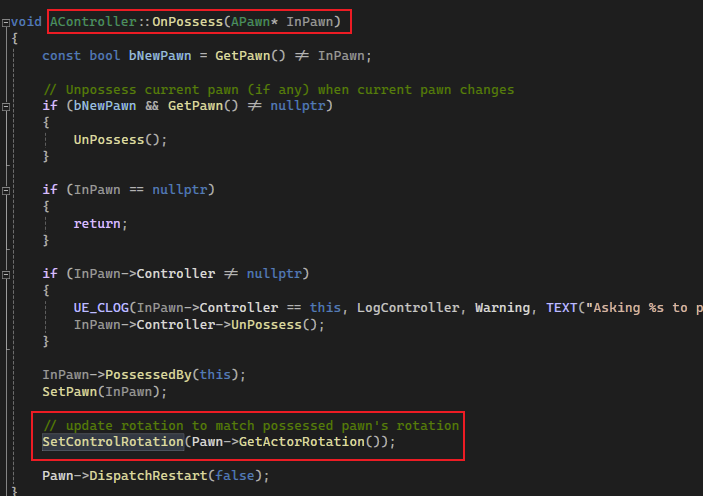 void AController::OnPossess(APawn* InPawn)
{
const bool bNewPawn = GetPawn() ≠ InPawn;
// Unpossess current pawn (if any) when current pawn changes
if (bNewPawn && GetPawn() ≠ nullptr)
{
UnPossess();
}
if (InPawn == nullptr)
{
return;
}
if (InPawn->Controller ≠ nullptr)
{
UE_CLOG(InPawn->Controller == this, LogController, Warning, TEXT("Asking %s to p
InPawn->Controller->UnPossess();
}
InPawn->PossessedBy(this);
SetPawn(InPawn);
// update rotation to match possessed pawn's rotation
SetControlRotation(Pawn->GetActorRotation());
Pawn->DispatchRestart(false);
}